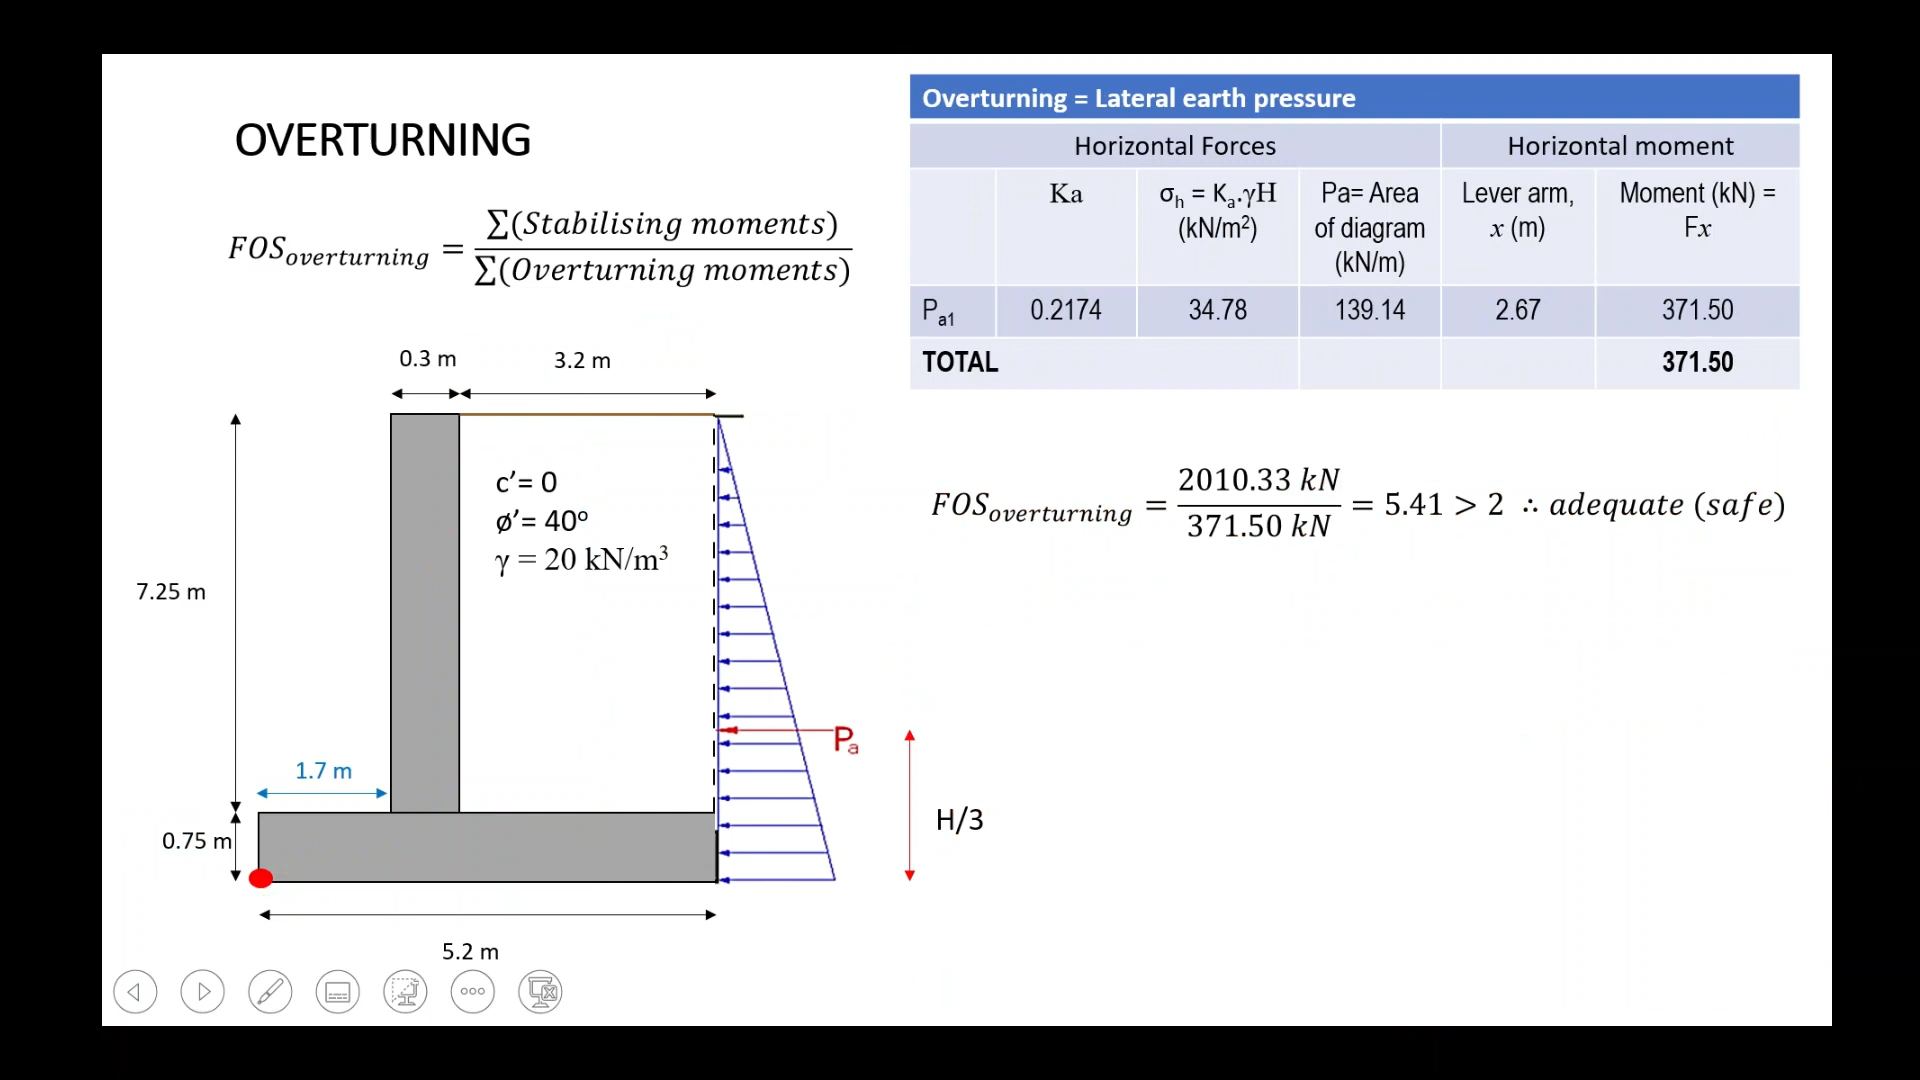 OVERTURNING
FOS_overturning = ∑(Stabilising moments) / ∑(Overturning moments)
Overturning = Lateral earth pressure
Horizontal Forces
Horizontal moment
Ka
σh = Ka.γH
(kN/m²)
Pa= Area
of diagram
(kN/m)
Lever arm,
x (m)
Moment (kN) =
Fx
Pa1 0.2174 34.78 139.14 2.67 371.50
TOTAL 371.50
FOS_overturning = 2010.33 kN / 371.50 kN = 5.41 > 2 ∴ adequate (safe)
0.3 m
3.2 m
c’= 0
ø’= 40º
γ = 20 kN/m³
7.25 m
Pa
1.7 m
H/3
0.75 m
5.2 m